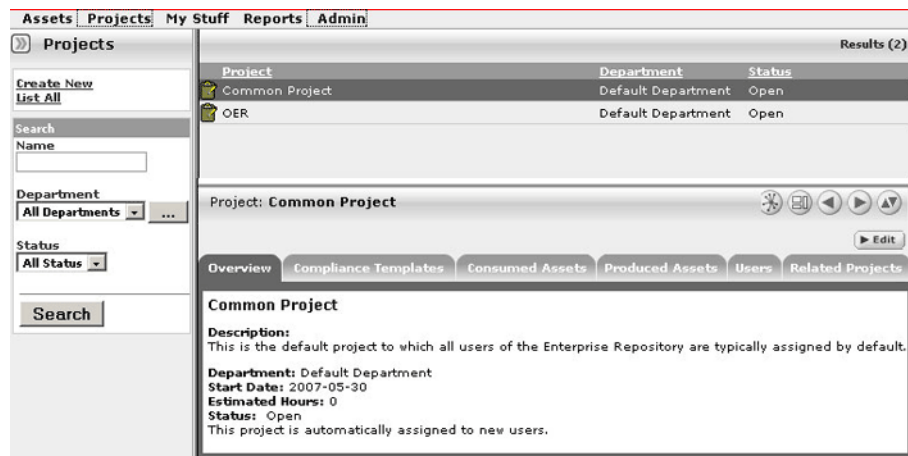 Assets Projects My Stuff Reports Admin
Projects
Create New
List All
Search
Name
Department
All Departments ...
Status
All Status
Search
Results (2)
Project Department Status
Common Project Default Department Open
OER Default Department Open
Project: Common Project
Edit
Overview Compliance Templates Consumed Assets Produced Assets Users Related Projects
Common Project
Description:
This is the default project to which all users of the Enterprise Repository are typically assigned by default.
Department: Default Department
Start Date: 2007-05-30
Estimated Hours: 0
Status: Open
This project is automatically assigned to new users.